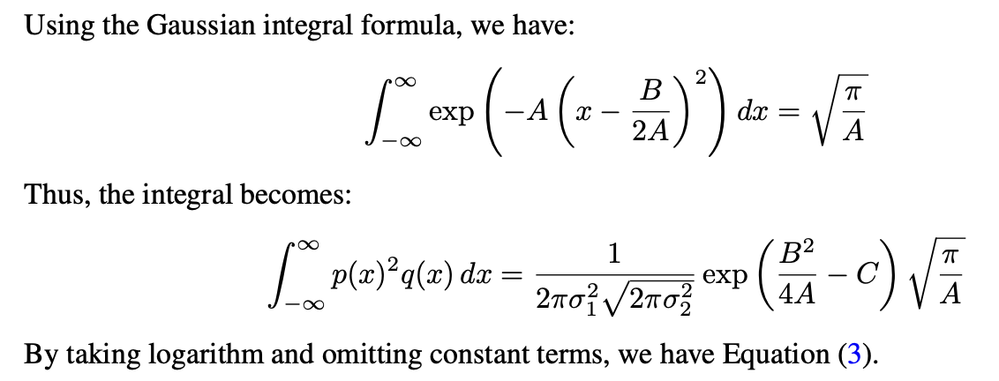 Using the Gaussian integral formula, we have:
\int_{-\infty}^{\infty} \exp\left(-A\left(x - \frac{B}{2A}\right)^2\right) dx = \sqrt{\frac{\pi}{A}}
Thus, the integral becomes:
\int_{-\infty}^{\infty} p(x)^2 q(x)\, dx = \frac{1}{2\pi\sigma_1^2 \sqrt{2\pi\sigma_2^2}} \exp\left(\frac{B^2}{4A} - C\right) \sqrt{\frac{\pi}{A}}
By taking logarithm and omitting constant terms, we have Equation (3).